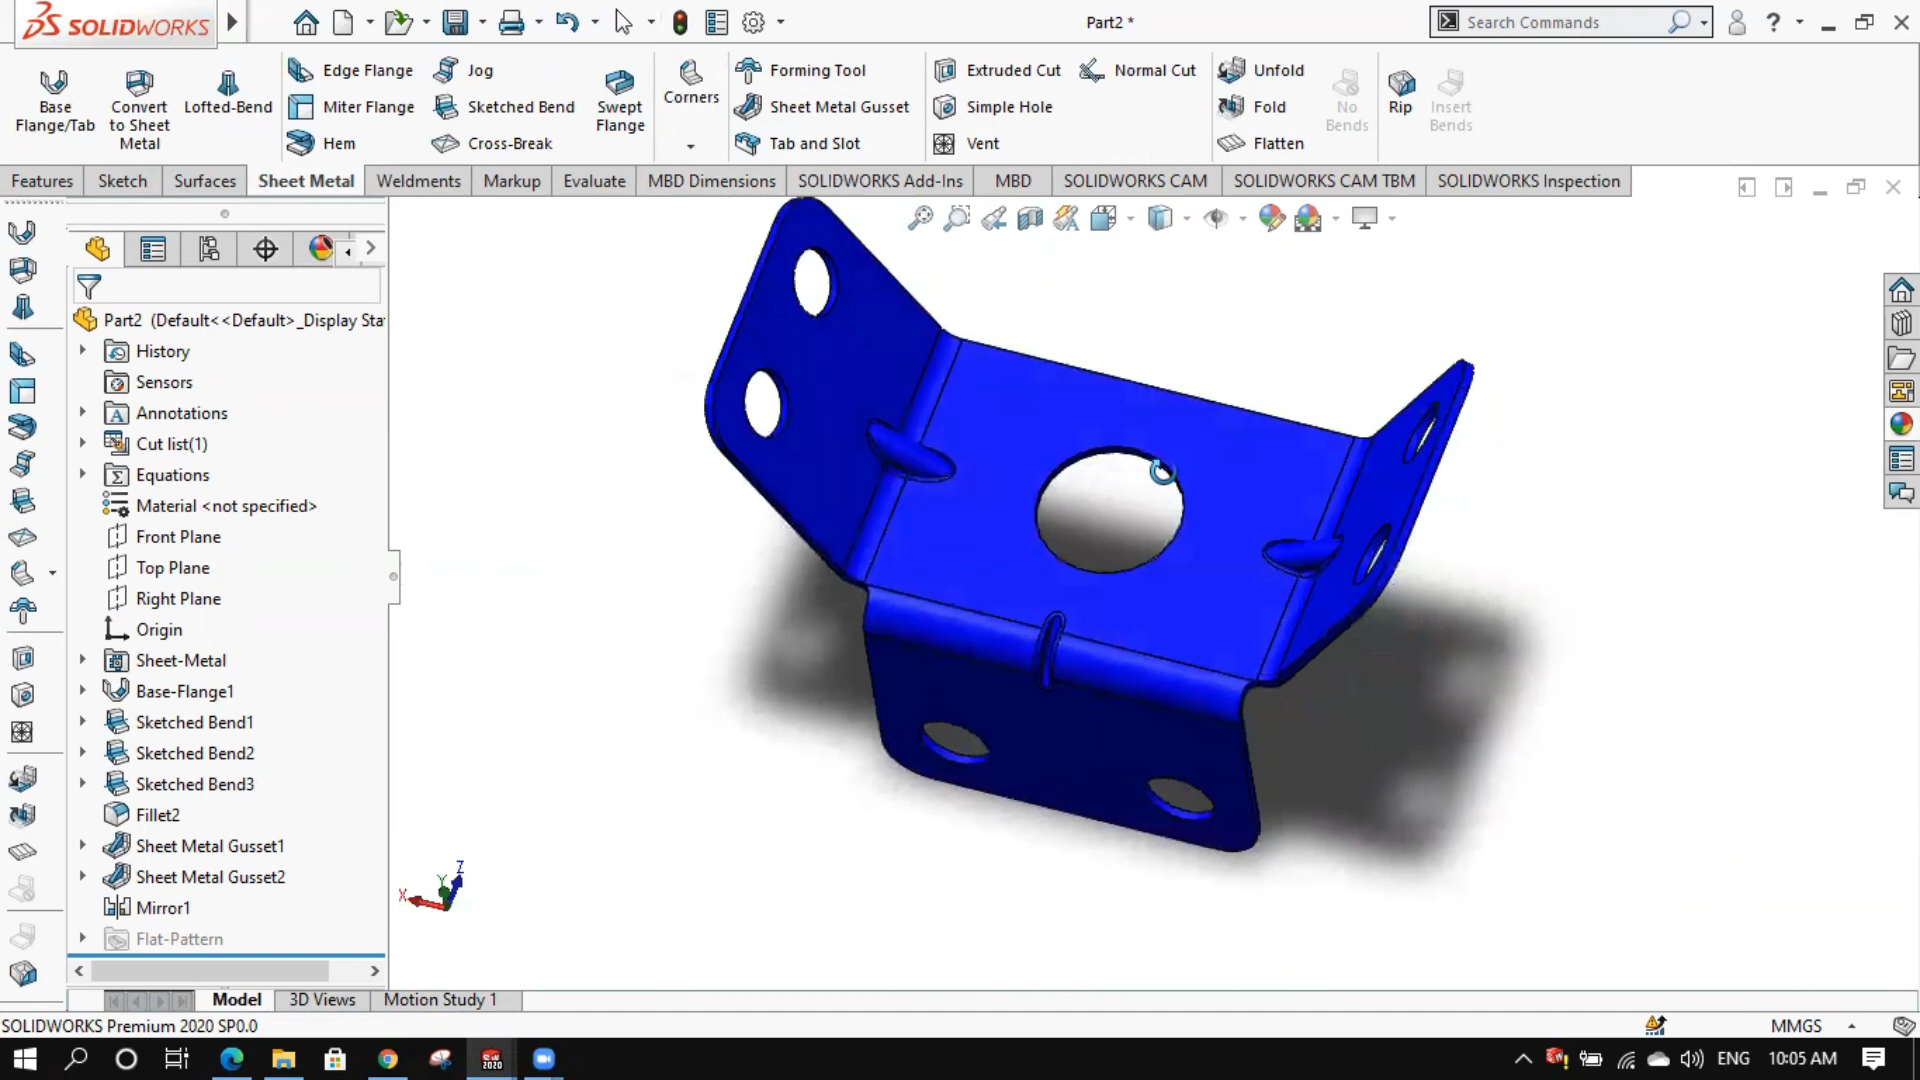 SOLIDWORKS
Part2 *
Search Commands
?
Base Flange/Tab
Convert to Sheet Metal
Lofted-Bend
Edge Flange
Miter Flange
Hem
Jog
Sketched Bend
Cross-Break
Swept Flange
Corners
Forming Tool
Sheet Metal Gusset
Tab and Slot
Extruded Cut
Simple Hole
Vent
Normal Cut
Unfold
Fold
Flatten
No Bends
Rip
Insert Bends
Features
Sketch
Surfaces
Sheet Metal
Weldments
Markup
Evaluate
MBD Dimensions
SOLIDWORKS Add-Ins
MBD
SOLIDWORKS CAM
SOLIDWORKS CAM TBM
SOLIDWORKS Inspection
Part2 (Default<<Default>_Display Sta
History
Sensors
Annotations
Cut list(1)
Equations
Material <not specified>
Front Plane
Top Plane
Right Plane
Origin
Sheet-Metal
Base-Flange1
Sketched Bend1
Sketched Bend2
Sketched Bend3
Fillet2
Sheet Metal Gusset1
Sheet Metal Gusset2
Mirror1
Flat-Pattern
X
Y
Z
Model
3D Views
Motion Study 1
SOLIDWORKS Premium 2020 SP0.0
MMGS
2020
ENG
10:05 AM